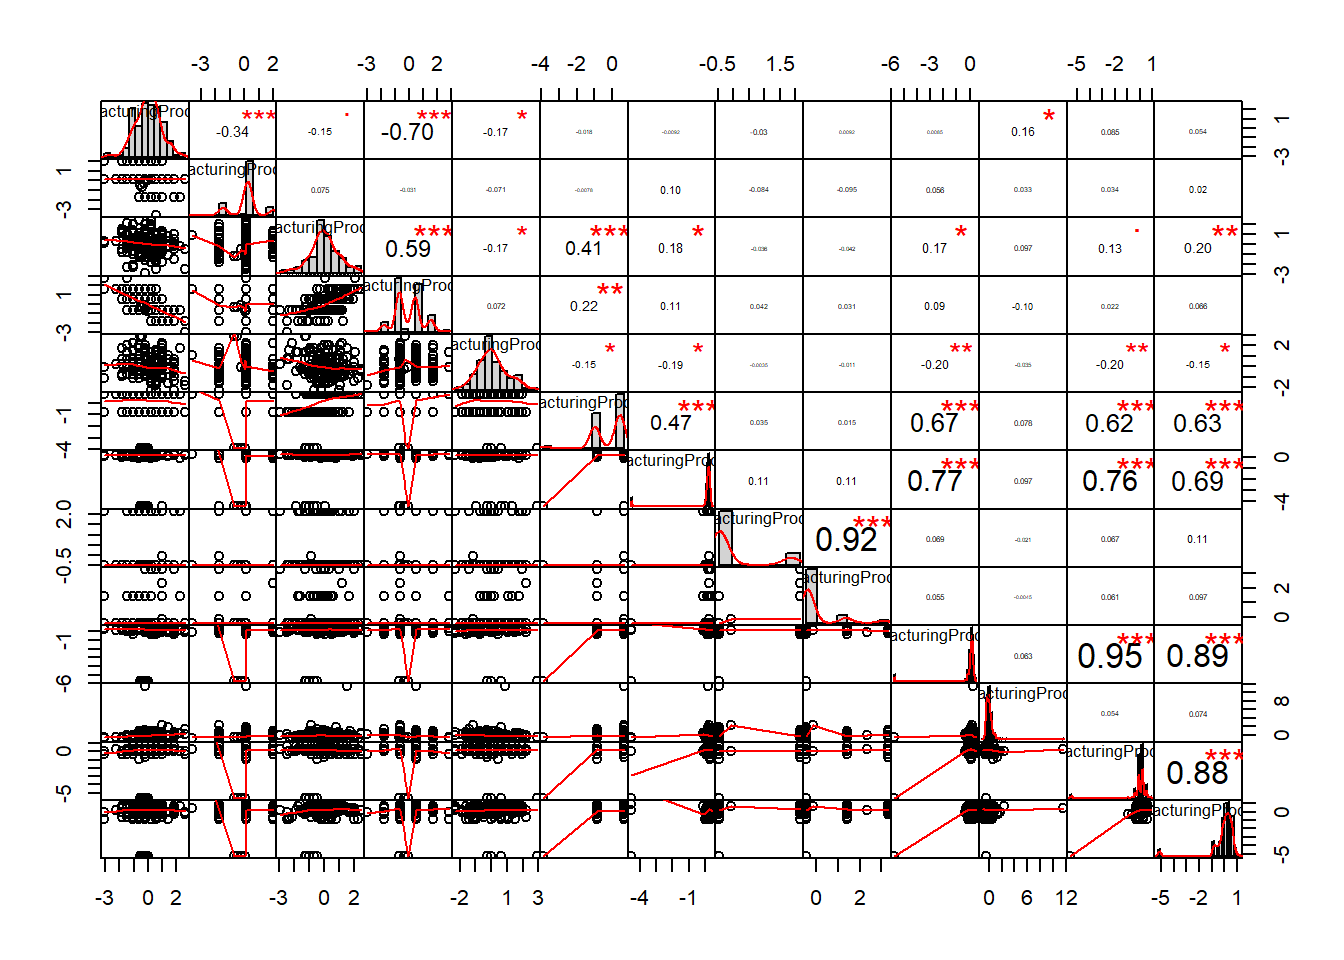 -3 0 2 -3 0 2 -4 -2 0 -0.5 1.5 -6 -3 0 -5 -2 1
acturingProc -0.34 *** -0.15 . -0.70 *** -0.17 * -0.018 -0.0092 -0.03 0.0092 0.0085 0.16 * 0.085 0.054 1 -3
1 -3 acturingProc 0.075 -0.031 -0.071 -0.0076 0.10 -0.084 -0.095 0.056 0.033 0.034 0.02
acturingProc 0.59 *** -0.17 * 0.41 *** 0.18 * -0.036 -0.042 0.17 * 0.097 0.13 . 0.20 ** 1 -3
1 -3 acturingProc 0.072 0.22 ** 0.11 0.042 0.031 0.09 -0.10 0.022 0.066
acturingProc -0.15 * -0.19 * -0.0035 -0.011 -0.20 ** -0.035 -0.20 ** -0.15 * 2 -2
-1 -4 acturingProc 0.47 *** 0.035 0.015 0.67 *** 0.078 0.62 *** 0.63 ***
acturingProc 0.11 0.11 0.77 *** 0.097 0.76 *** 0.69 *** 0 -4
2.0 -0.5 acturingProc 0.92 *** 0.069 -0.021 0.067 0.11
acturingProc 0.055 -0.0045 0.061 0.097 2 0
-1 -6 acturingProc 0.063 0.95 *** 0.89 ***
acturingProc 0.054 0.074 8 0
0 -5 acturingProc 0.88 ***
acturingProc 0 -5
-3 0 2 -3 0 2 -2 1 3 -4 -1 0 2 0 6 12 -5 -2 1